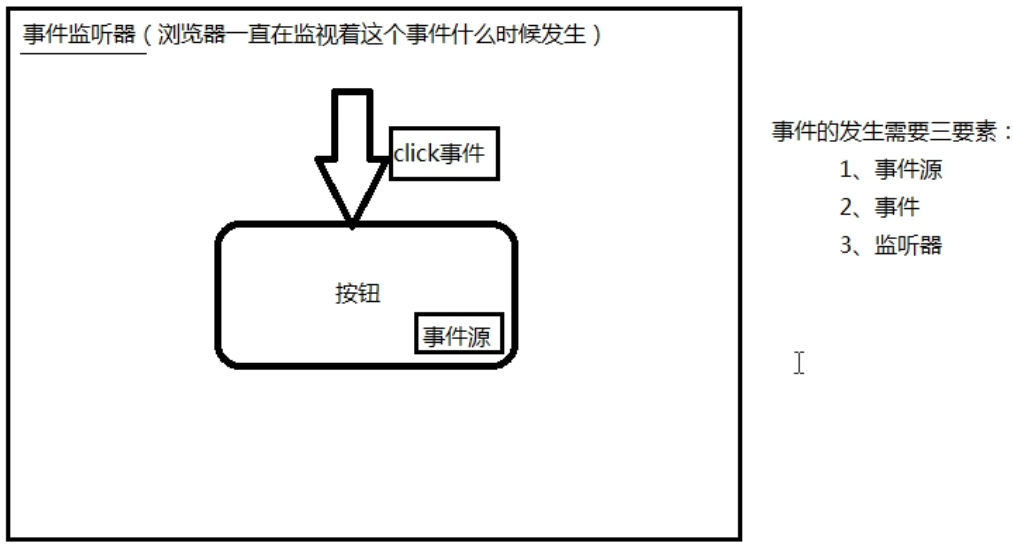 事件监听器（浏览器一直在监视着这个事件什么时候发生）
click事件
按钮
事件源
事件的发生需要三要素：
1、事件源
2、事件
3、监听器